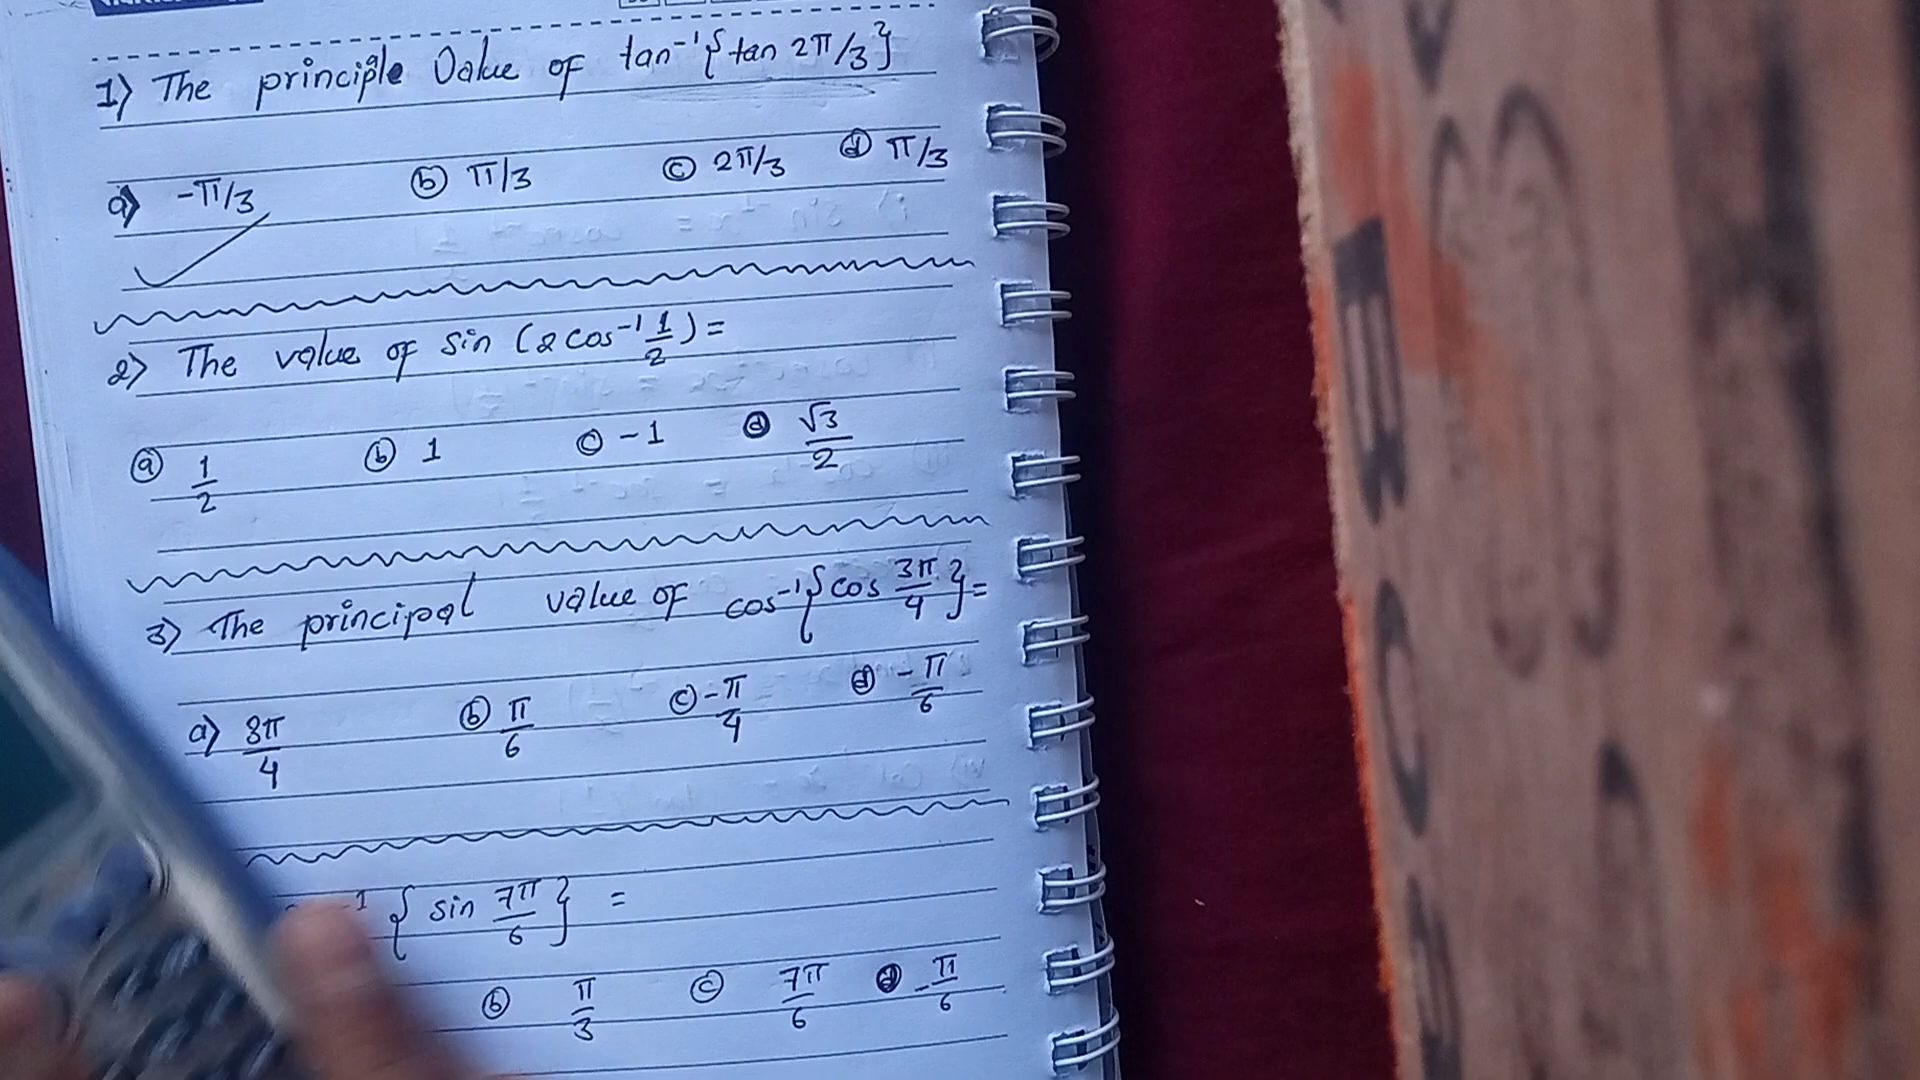 1) The principle Value of tan⁻¹{tan 2π/3}
a) -π/3 (b) π/3 (c) 2π/3 (d) π/3
2) The value of sin (2cos⁻¹ 1/2) =
(a) 1/2 (b) 1 (c) -1 (d) √3/2
3) The principal value of cos⁻¹{cos 3π/4} =
a) 8π/4 (b) π/6 (c) -π/4 (d) -π/6
⁻¹{sin 7π/6} =
(b) π/3 (c) 7π/6 (d) -π/6